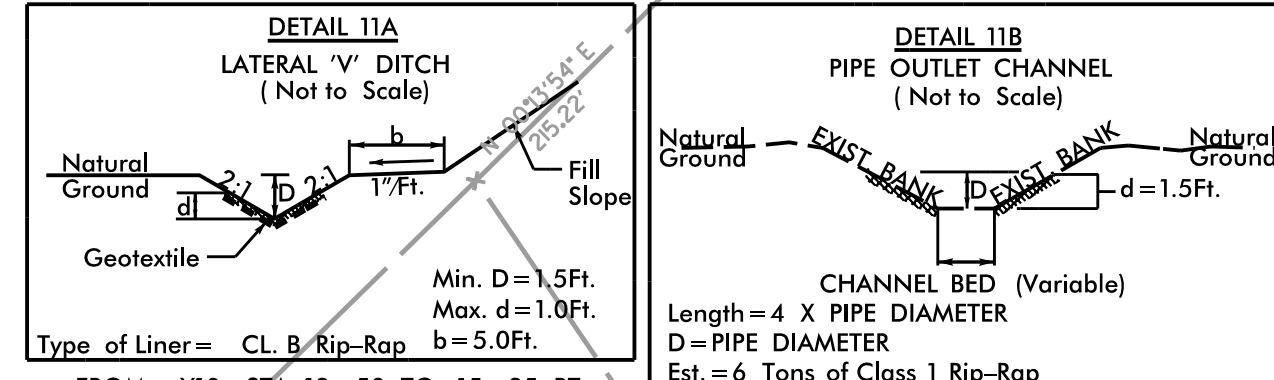 DETAIL 11A
LATERAL 'V' DITCH
( Not to Scale)
N 00°13'54" E
215.22'
b
Natural
Ground
2:1
D
2:1
1"/Ft.
d
Fill
Slope
Geotextile
Min. D=1.5Ft.
Max. d=1.0Ft.
b=5.0Ft.
Type of Liner= CL. B Rip-Rap
DETAIL 11B
PIPE OUTLET CHANNEL
( Not to Scale)
Natural
Ground
EXIST BANK
D
EXIST BANK
Natural
Ground
d=1.5Ft.
CHANNEL BED (Variable)
Length=4 X PIPE DIAMETER
D=PIPE DIAMETER
Est.=6 Tons of Class 1 Rip-Rap